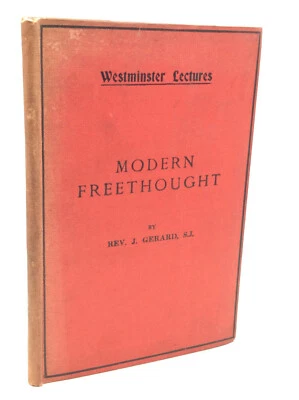 Westminster Lectures
MODERN
FREETHOUGHT
BY
REV. J. GERARD, S.J.